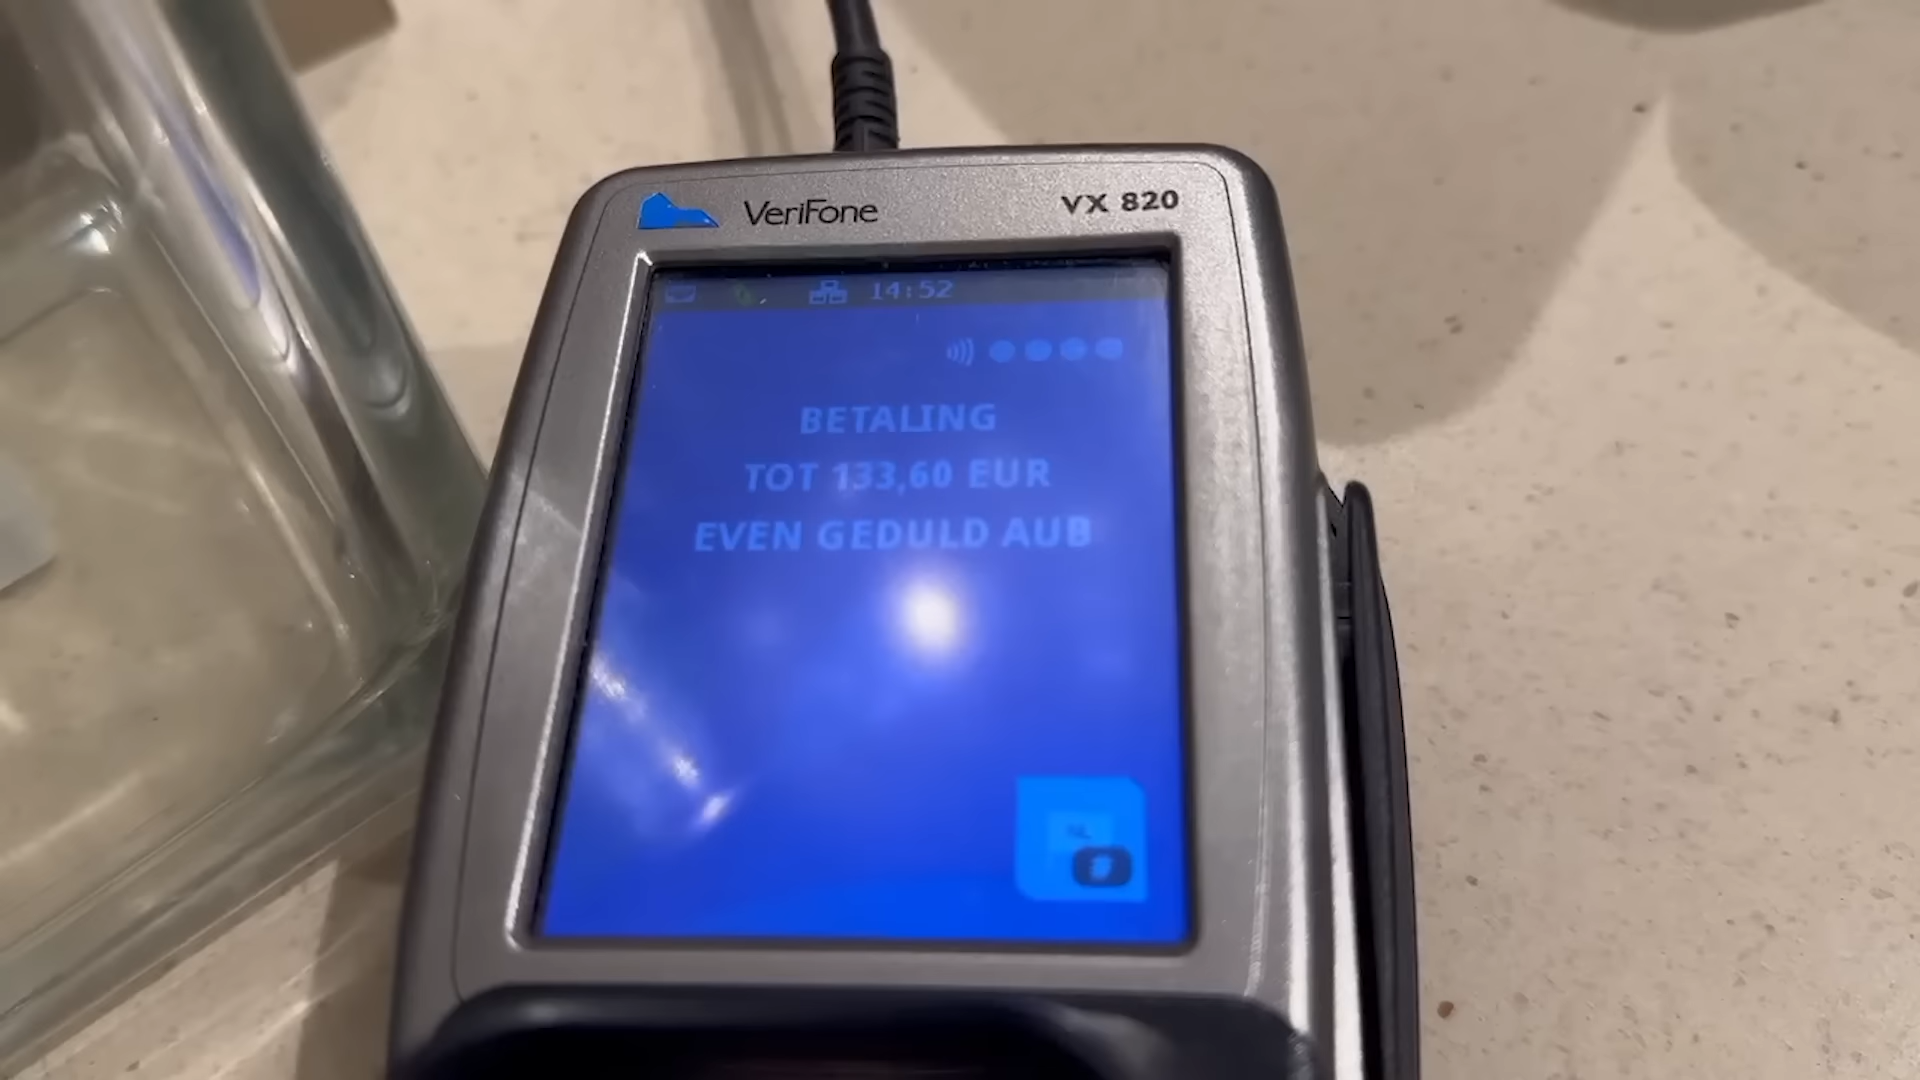 VeriFone VX 820
14:52
BETALING
TOT 133,60 EUR
EVEN GEDULD AUB